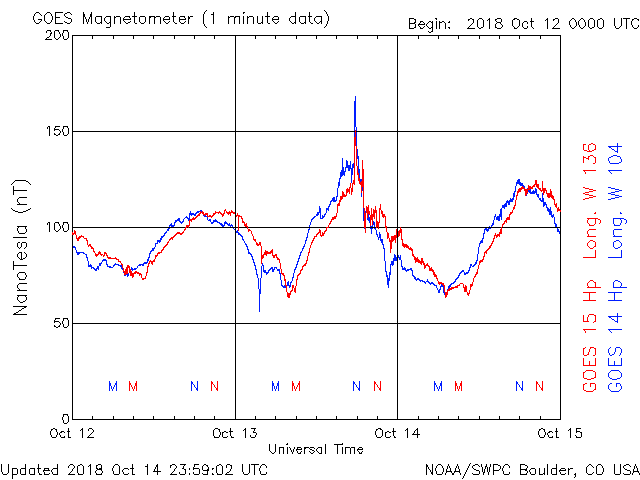 GOES Magnetometer (1 minute data)
Begin: 2018 Oct 12 0000 UTC
200
150
100
50
0
NanoTesla (nT)
M M N N M M N N M M N N
Oct 12 Oct 13 Oct 14 Oct 15
Universal Time
GOES 15 Hp Long. W 136
GOES 14 Hp Long. W 104
Updated 2018 Oct 14 23:59:02 UTC
NOAA/SWPC Boulder, CO USA